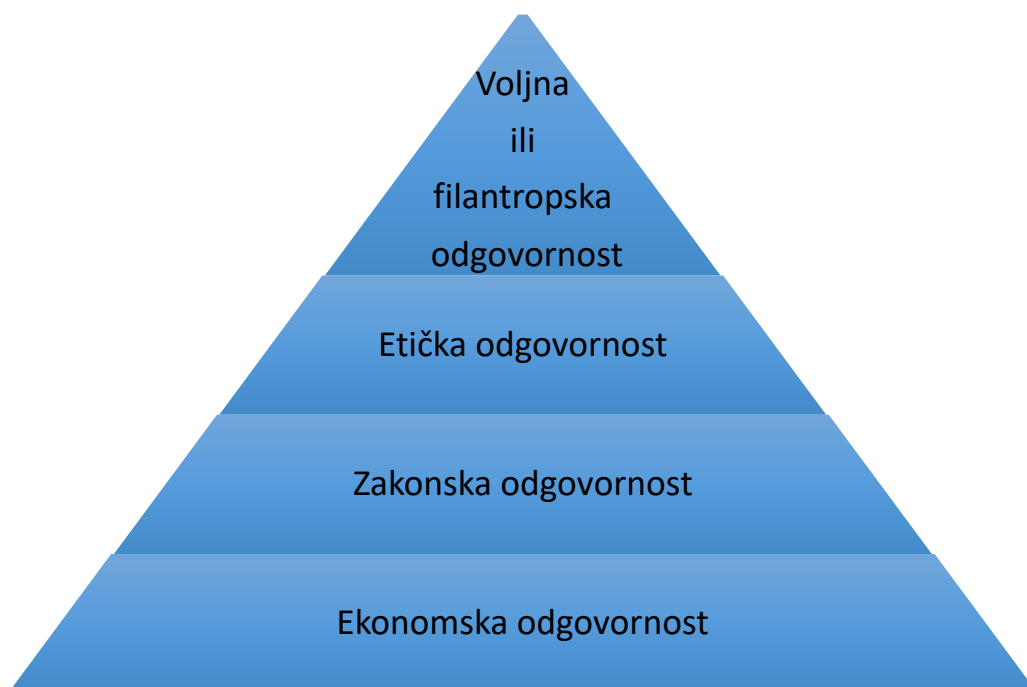 Voljna
ili
filantropska
odgovornost
Etička odgovornost
Zakonska odgovornost
Ekonomska odgovornost